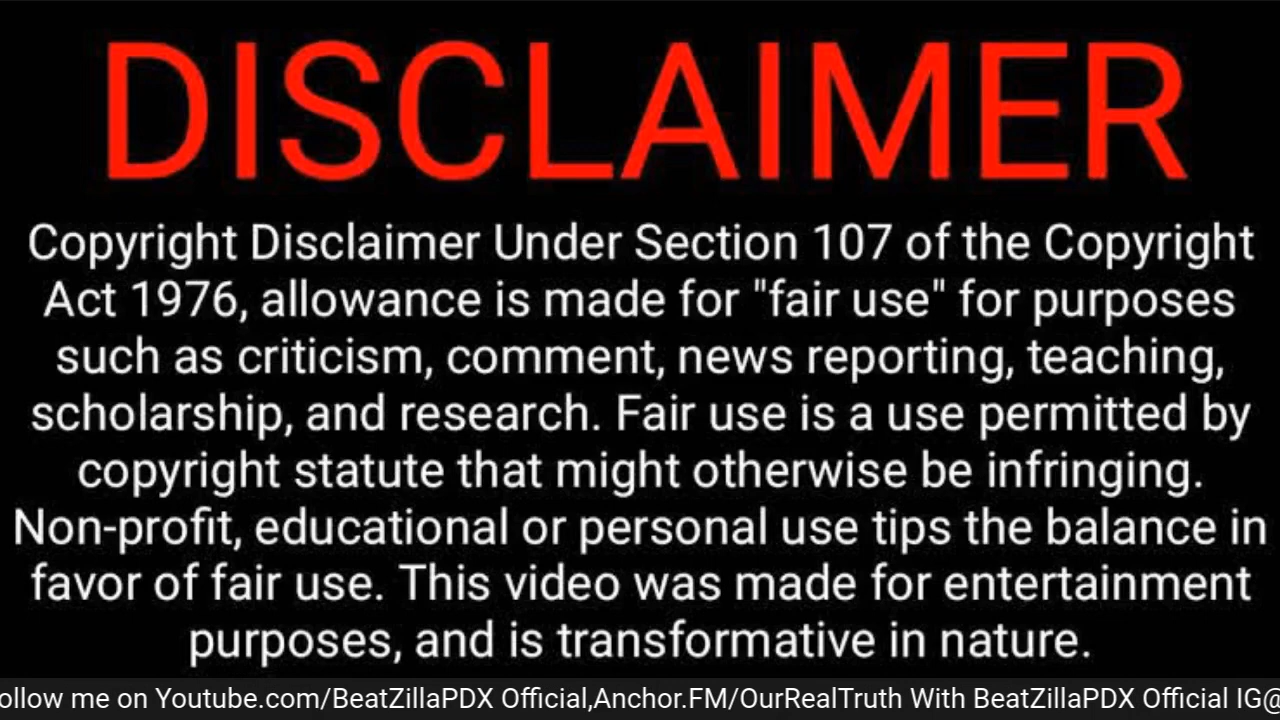 DISCLAIMER
Copyright Disclaimer Under Section 107 of the Copyright
Act 1976, allowance is made for "fair use" for purposes
such as criticism, comment, news reporting, teaching,
scholarship, and research. Fair use is a use permitted by
copyright statute that might otherwise be infringing.
Non-profit, educational or personal use tips the balance in
favor of fair use. This video was made for entertainment
purposes, and is transformative in nature.
ollow me on Youtube.com/BeatZillaPDX Official,Anchor.FM/OurRealTruth With BeatZillaPDX Official IG@